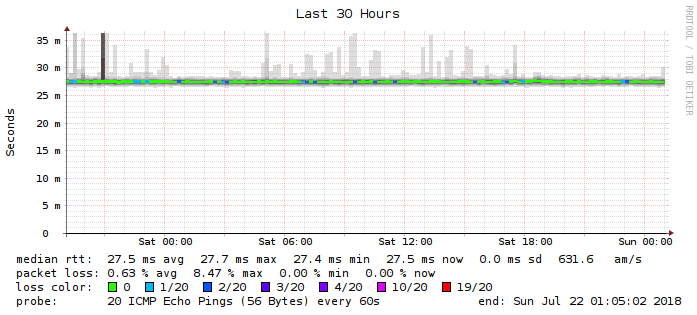 Last 30 Hours
RRDTOOL / TOBI OETIKER
Seconds
35 m
30 m
25 m
20 m
15 m
10 m
5 m
0
Sat 00:00 Sat 06:00 Sat 12:00 Sat 18:00 Sun 00:00
median rtt: 27.5 ms avg 27.7 ms max 27.4 ms min 27.5 ms now 0.0 ms sd 631.6 am/s
packet loss: 0.63 % avg 8.47 % max 0.00 % min 0.00 % now
loss color: 0 1/20 2/20 3/20 4/20 10/20 19/20
probe: 20 ICMP Echo Pings (56 Bytes) every 60s end: Sun Jul 22 01:05:02 2018